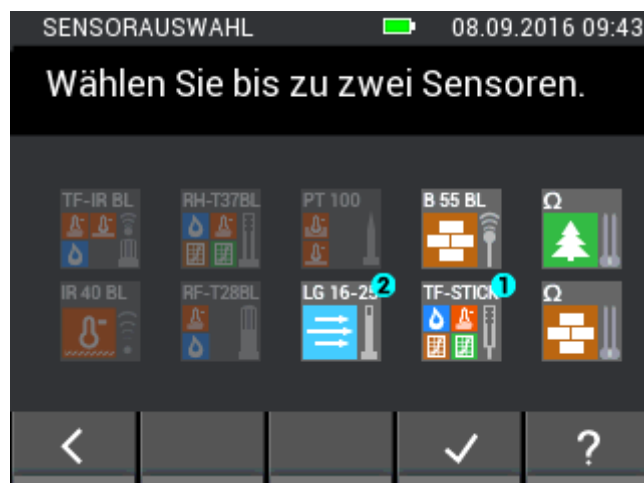 SENSORAUSWAHL 08.09.2016 09:43
Wählen Sie bis zu zwei Sensoren.
TF-IR BL RH-T37BL PT 100 B 55 BL Ω
IR 40 BL RF-T28BL LG 16-25 2 TF-STICK 1 Ω
?